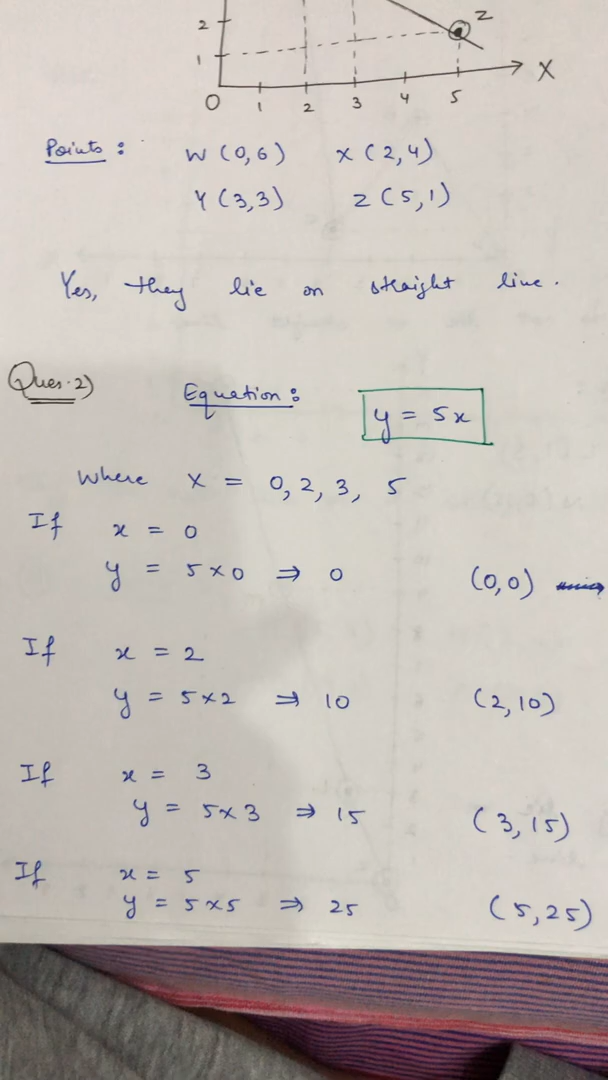 2
Z
1
X
0 1 2 3 4 5
Points : W (0,6) X (2,4)
Y (3,3) Z (5,1)
Yes, they lie on straight line.
Ques.2) Equation : y = 5x
Where x = 0, 2, 3, 5
If x = 0
y = 5 × 0 ⇒ 0 (0,0)
If x = 2
y = 5 × 2 ⇒ 10 (2,10)
If x = 3
y = 5 × 3 ⇒ 15 (3,15)
If x = 5
y = 5 × 5 ⇒ 25 (5,25)